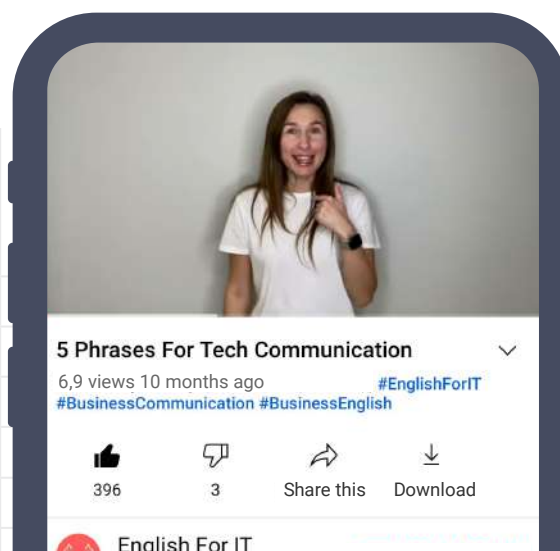 5 Phrases For Tech Communication
6,9 views 10 months ago #EnglishForIT
#BusinessCommunication #BusinessEnglish
396 3 Share this Download
English For IT